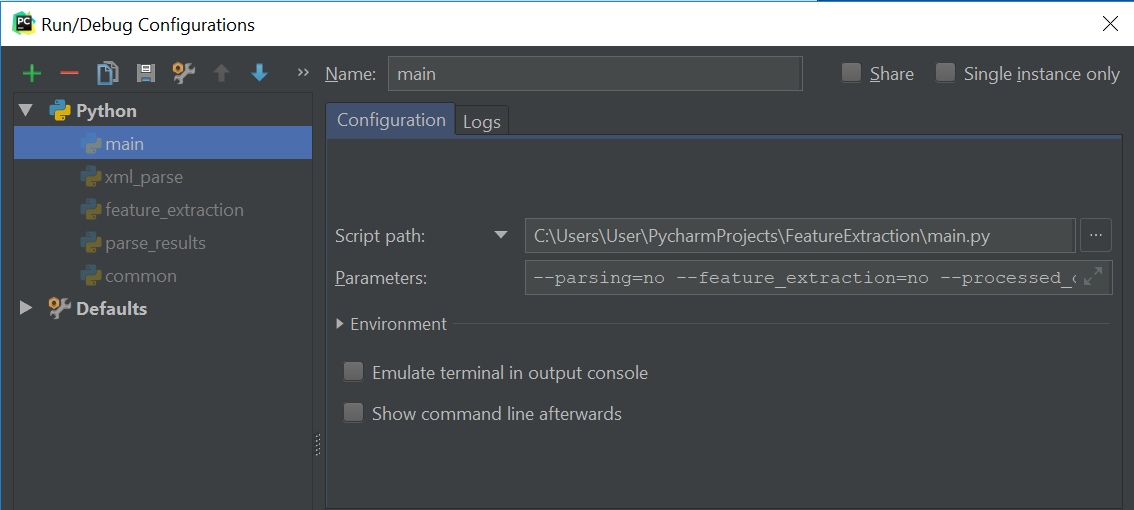 Run/Debug Configurations
Name: main
Share
Single instance only
Python
main
xml_parse
feature_extraction
parse_results
common
Defaults
Configuration
Logs
Script path: C:\Users\User\PycharmProjects\FeatureExtraction\main.py
Parameters: --parsing=no --feature_extraction=no --processed_
Environment
Emulate terminal in output console
Show command line afterwards